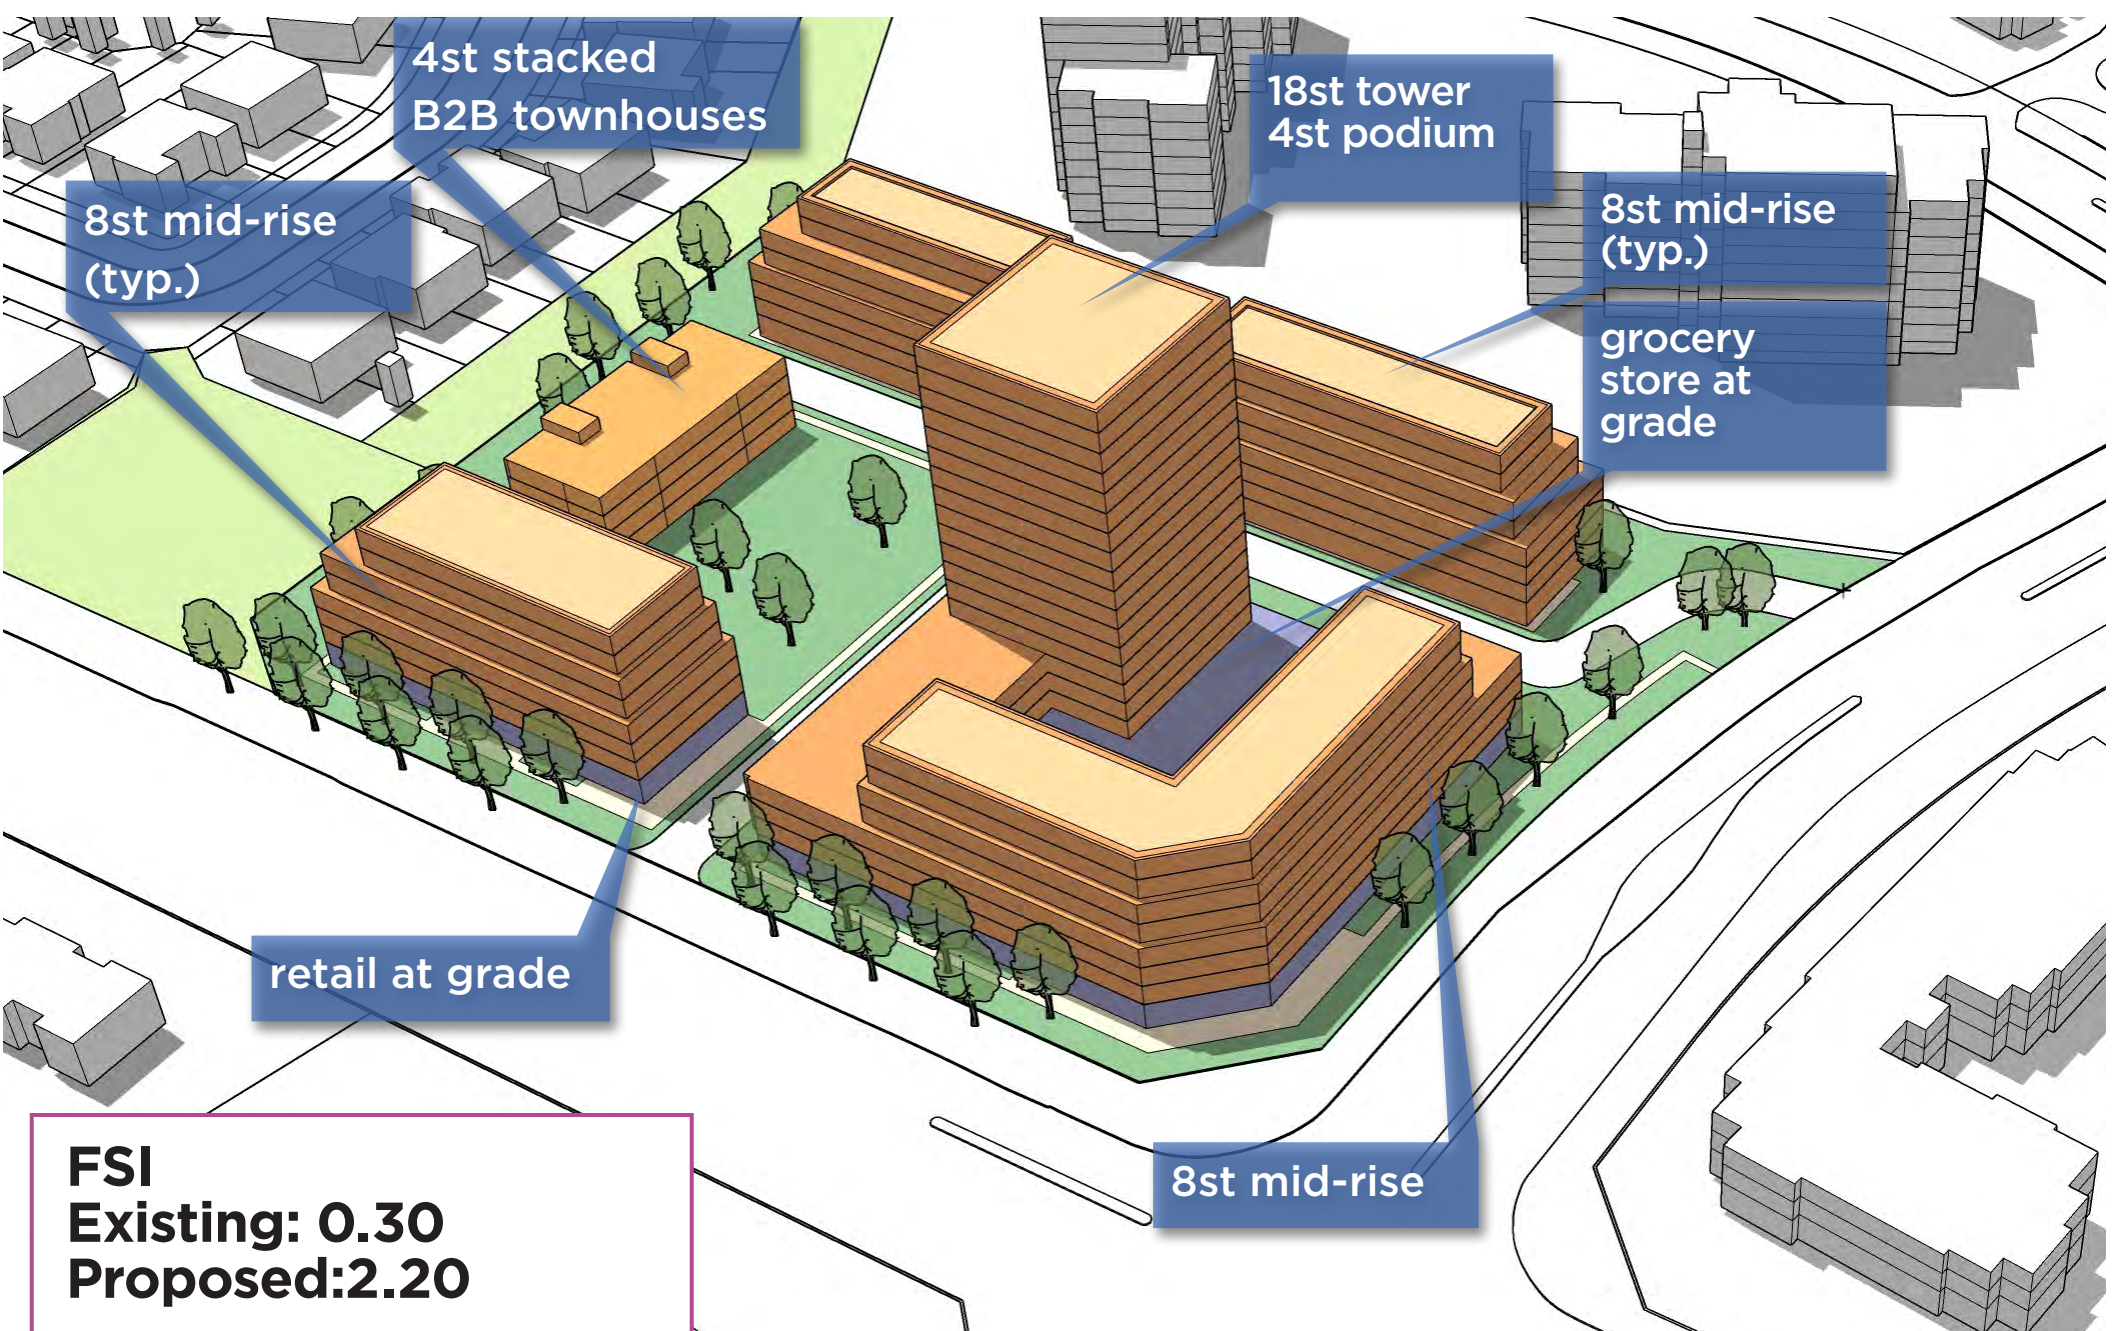 4st stacked
B2B townhouses
18st tower
4st podium
8st mid-rise
(typ.)
8st mid-rise
(typ.)
grocery
store at
grade
retail at grade
8st mid-rise
FSI
Existing: 0.30
Proposed:2.20